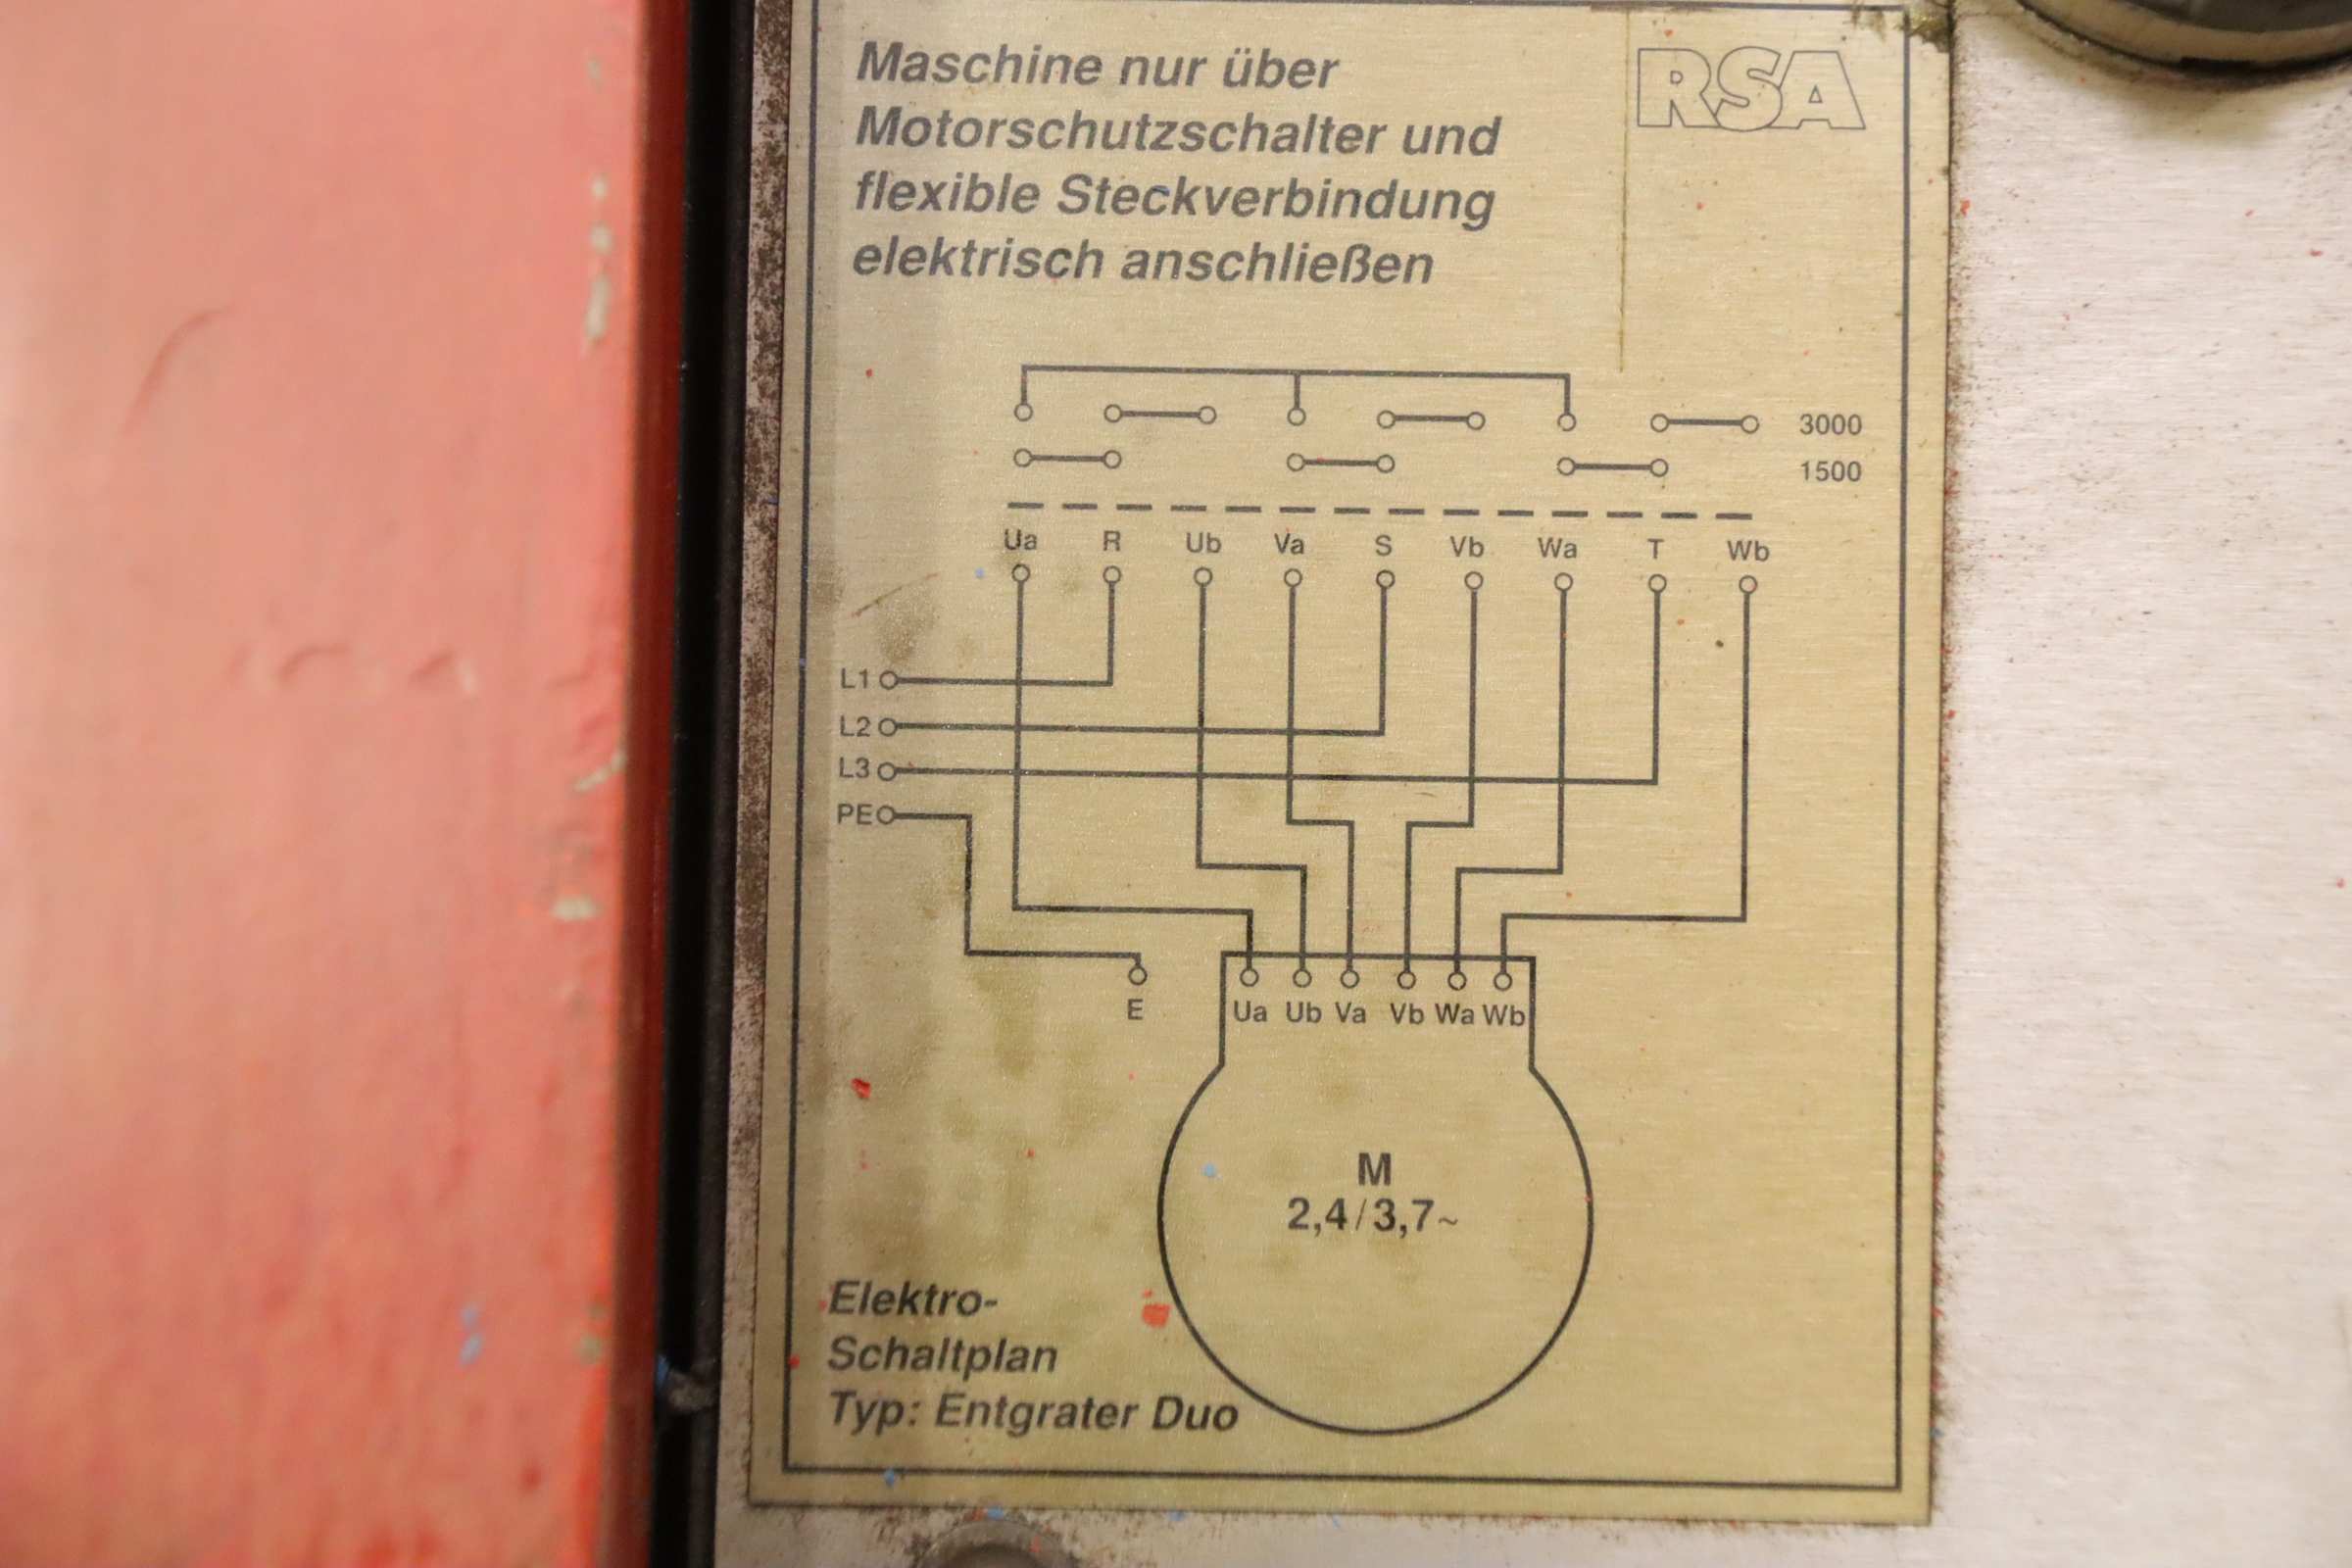 Maschine nur über
Motorschutzschalter und
flexible Steckverbindung
elektrisch anschließen
RSA
3000
1500
Ua R Ub Va S Vb Wa T Wb
L1
L2
L3
PE
E
Ua Ub Va Vb Wa Wb
M
2,4/3,7~
Elektro-
Schaltplan
Typ: Entgrater Duo